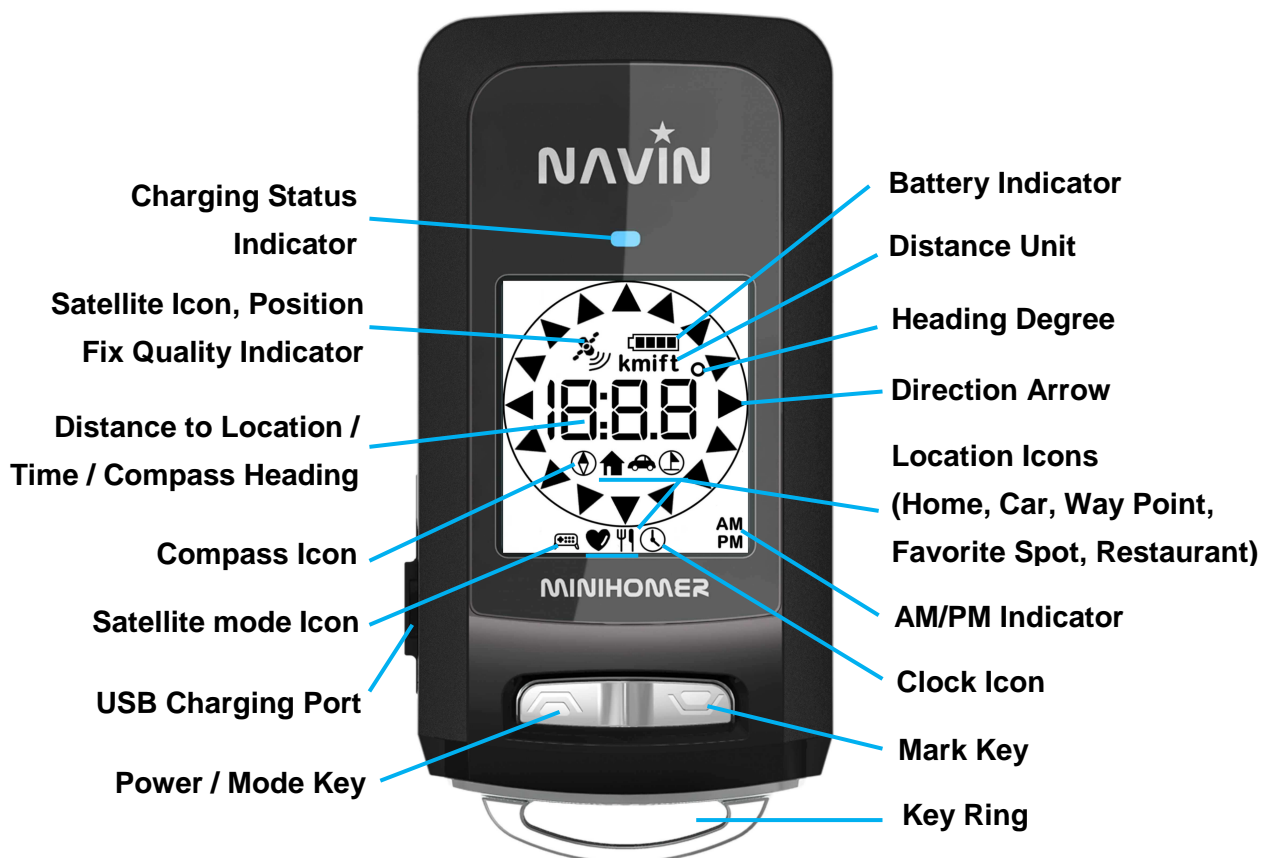 NAVIN
Charging Status
Indicator
Satellite Icon, Position
Fix Quality Indicator
Distance to Location /
Time / Compass Heading
Compass Icon
Satellite mode Icon
USB Charging Port
Power / Mode Key
kmift
18:8.8
AM
PM
MINIHOMER
Battery Indicator
Distance Unit
Heading Degree
Direction Arrow
Location Icons
(Home, Car, Way Point,
Favorite Spot, Restaurant)
AM/PM Indicator
Clock Icon
Mark Key
Key Ring